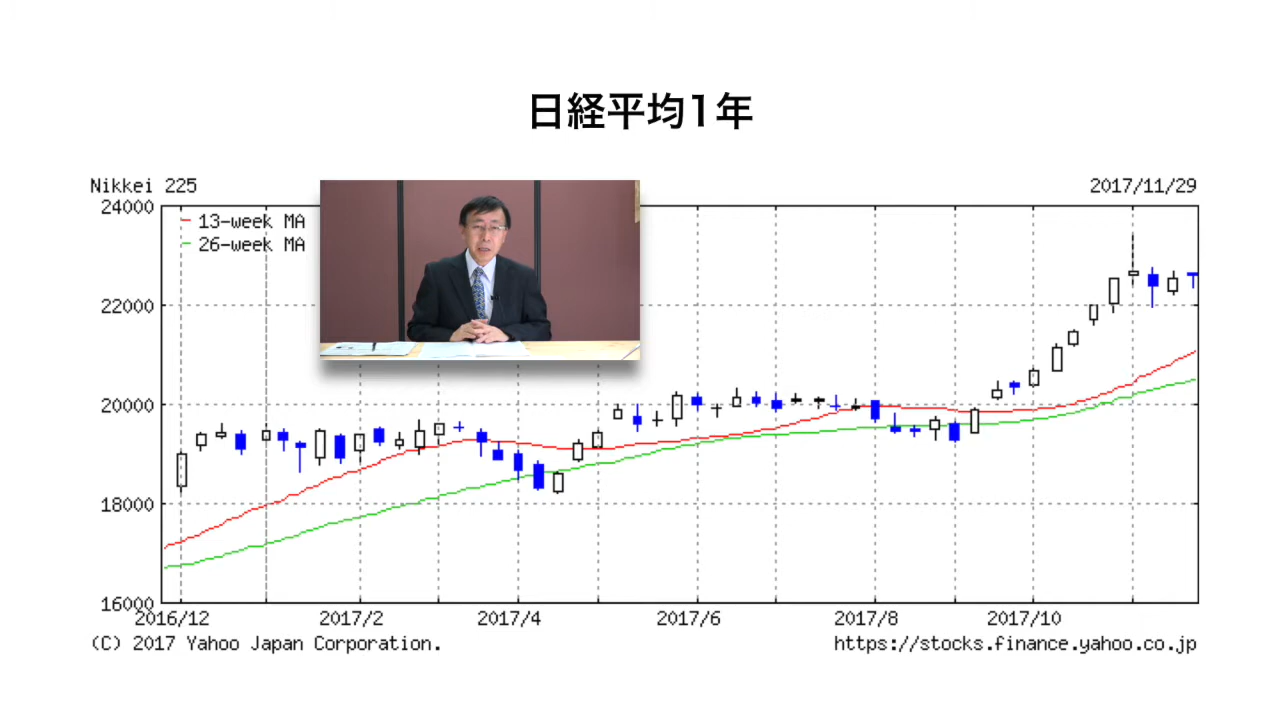 日経平均1年
Nikkei 225
2017/11/29
24000
13-week MA
26-week MA
22000
20000
18000
16000
2016/12
2017/2
2017/4
2017/6
2017/8
2017/10
(C) 2017 Yahoo Japan Corporation.
https://stocks.finance.yahoo.co.jp